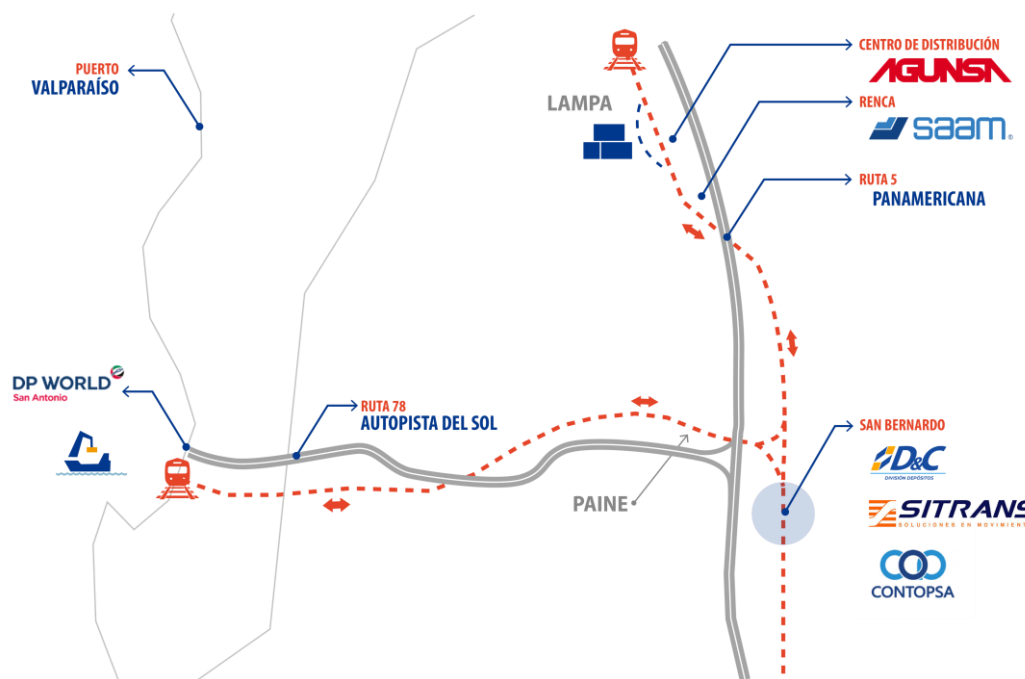 PUERTO
VALPARAÍSO
LAMPA
CENTRO DE DISTRIBUCIÓN
AGUNSA
RENCA
saam®
RUTA 5
PANAMERICANA
DP WORLD
San Antonio
RUTA 78
AUTOPISTA DEL SOL
PAINE
SAN BERNARDO
D&C
DIVISIÓN DEPÓSITOS
SITRANS
SOLUCIONES EN MOVIMIEN
CONTOPSA